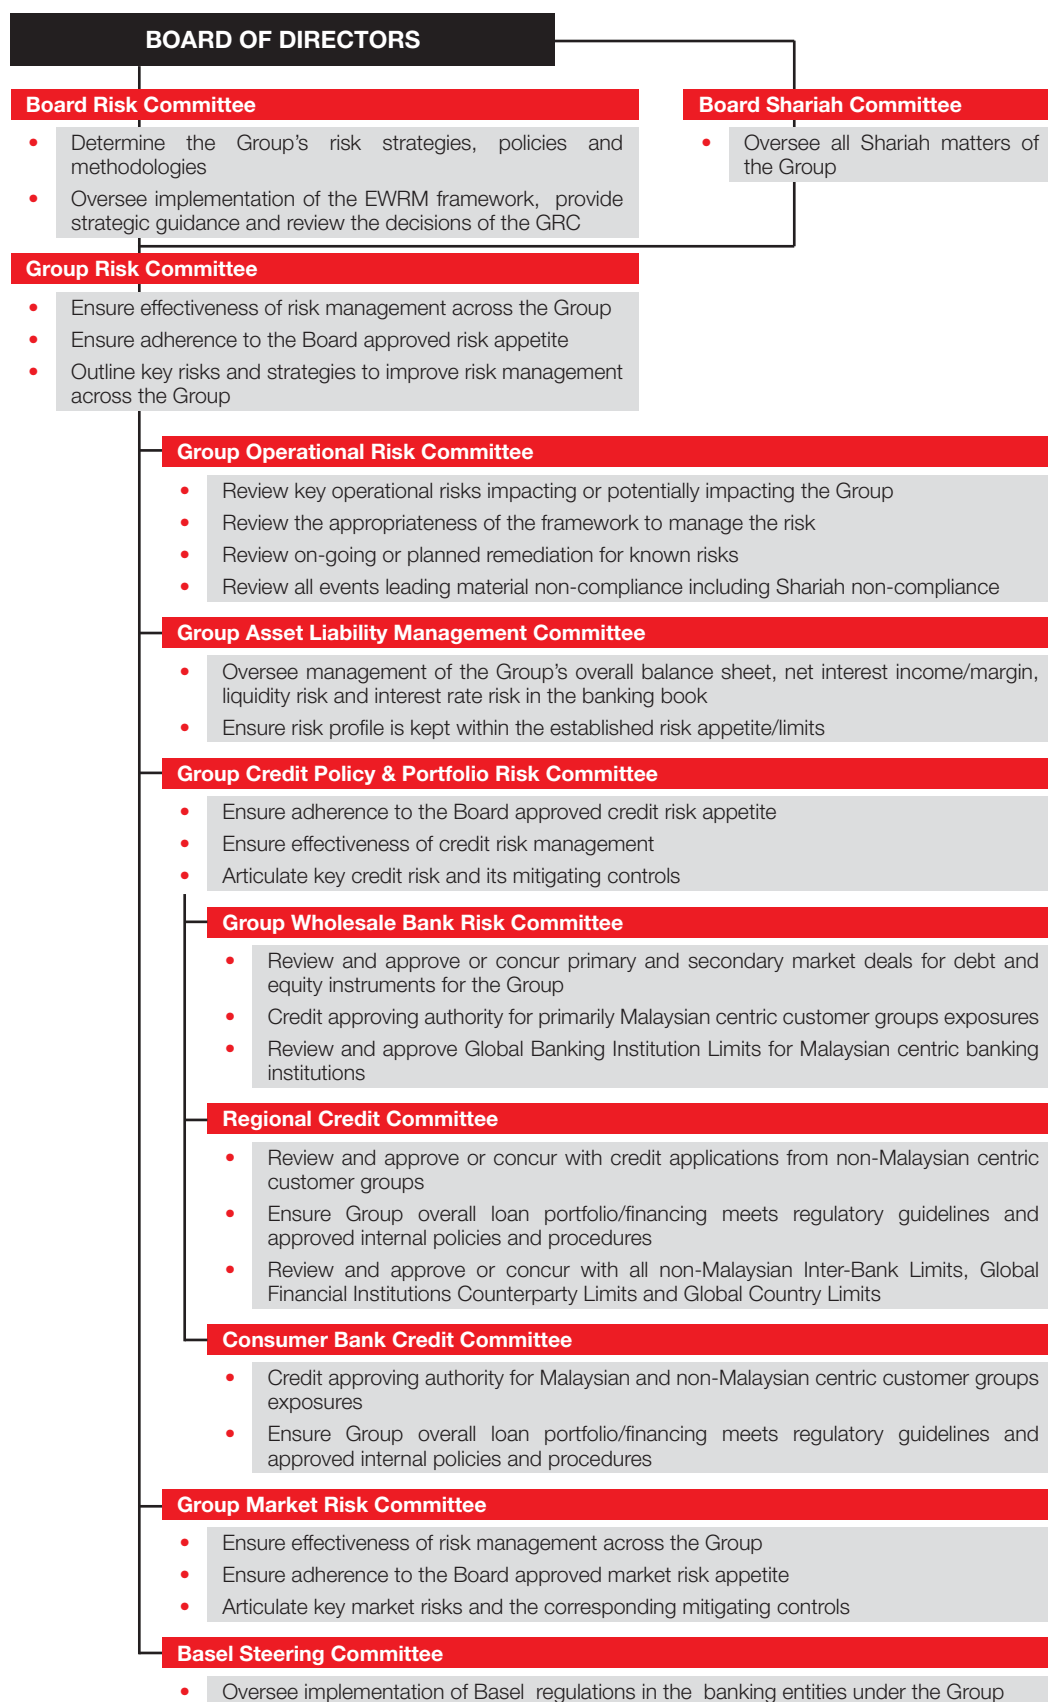 BOARD OF DIRECTORS
Board Risk Committee
• Determine the Group's risk strategies, policies and
methodologies
• Oversee implementation of the EWRM framework, provide
strategic guidance and review the decisions of the GRC
Board Shariah Committee
• Oversee all Shariah matters of
the Group
Group Risk Committee
• Ensure effectiveness of risk management across the Group
• Ensure adherence to the Board approved risk appetite
• Outline key risks and strategies to improve risk management
across the Group
Group Operational Risk Committee
• Review key operational risks impacting or potentially impacting the Group
• Review the appropriateness of the framework to manage the risk
• Review on-going or planned remediation for known risks
• Review all events leading material non-compliance including Shariah non-compliance
Group Asset Liability Management Committee
• Oversee management of the Group's overall balance sheet, net interest income/margin,
liquidity risk and interest rate risk in the banking book
• Ensure risk profile is kept within the established risk appetite/limits
Group Credit Policy & Portfolio Risk Committee
• Ensure adherence to the Board approved credit risk appetite
• Ensure effectiveness of credit risk management
• Articulate key credit risk and its mitigating controls
Group Wholesale Bank Risk Committee
• Review and approve or concur primary and secondary market deals for debt and
equity instruments for the Group
• Credit approving authority for primarily Malaysian centric customer groups exposures
• Review and approve Global Banking Institution Limits for Malaysian centric banking
institutions
Regional Credit Committee
• Review and approve or concur with credit applications from non-Malaysian centric
customer groups
• Ensure Group overall loan portfolio/financing meets regulatory guidelines and
approved internal policies and procedures
• Review and approve or concur with all non-Malaysian Inter-Bank Limits, Global
Financial Institutions Counterparty Limits and Global Country Limits
Consumer Bank Credit Committee
• Credit approving authority for Malaysian and non-Malaysian centric customer groups
exposures
• Ensure Group overall loan portfolio/financing meets regulatory guidelines and
approved internal policies and procedures
Group Market Risk Committee
• Ensure effectiveness of risk management across the Group
• Ensure adherence to the Board approved market risk appetite
• Articulate key market risks and the corresponding mitigating controls
Basel Steering Committee
• Oversee implementation of Basel regulations in the banking entities under the Group